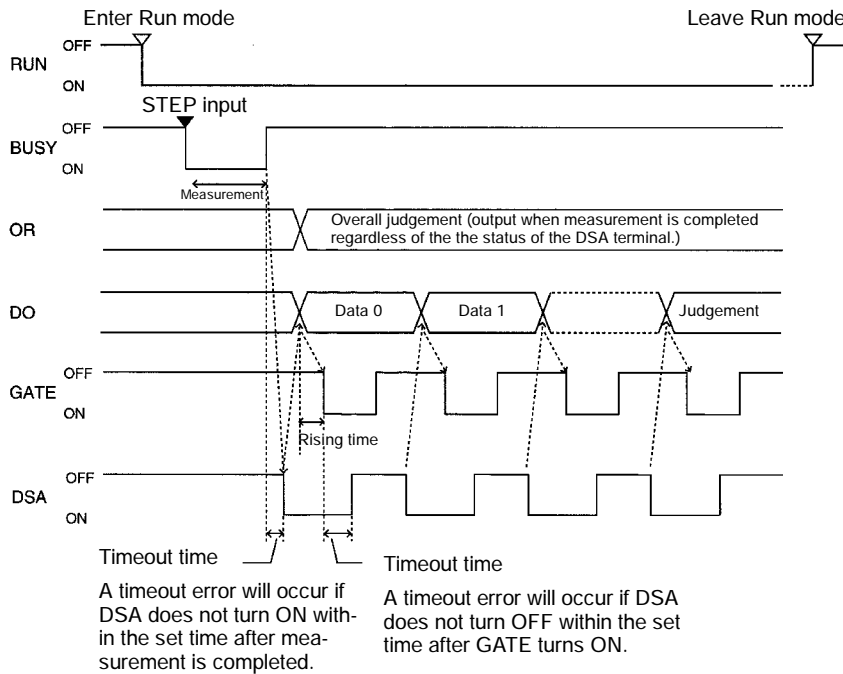 Enter Run mode
Leave Run mode
OFF
RUN
ON
STEP input
OFF
BUSY
ON
Measurement
OR
Overall judgement (output when measurement is completed
regardless of the the status of the DSA terminal.)
DO
Data 0
Data 1
Judgement
OFF
GATE
ON
Rising time
OFF
DSA
ON
Timeout time
A timeout error will occur if
DSA does not turn ON with-
in the set time after mea-
surement is completed.
Timeout time
A timeout error will occur if DSA
does not turn OFF within the set
time after GATE turns ON.